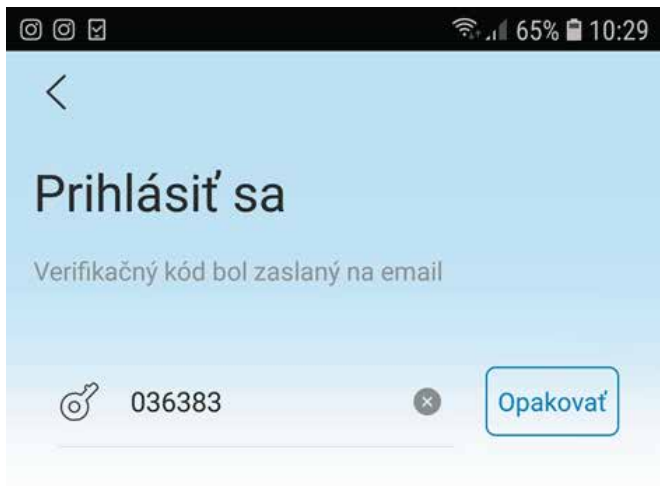 65% 10:29
Prihlásiť sa
Verifikačný kód bol zaslaný na email
036383 Opakovať